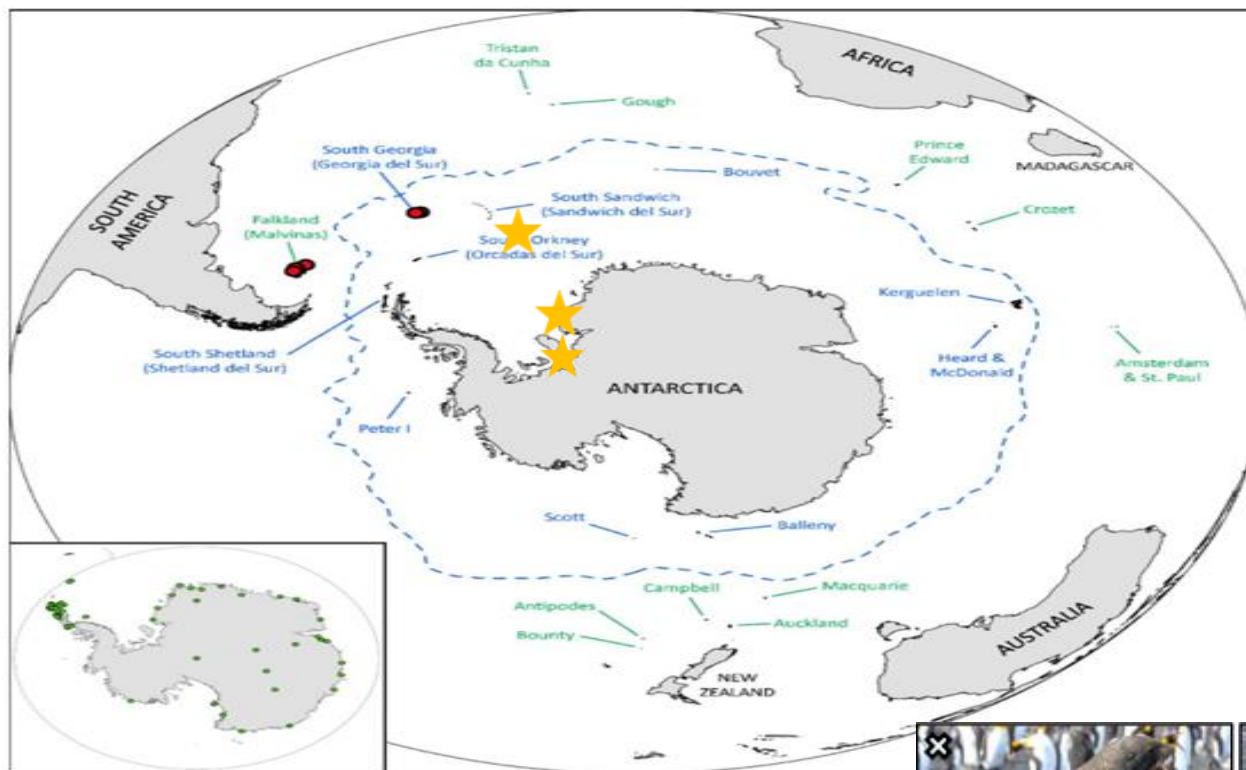 Tristan
da Cunha
Gough
AFRICA
South Georgia
(Georgia del Sur)
Prince
Edward
MADAGASCAR
Bouvet
SOUTH
AMERICA
Falkland
(Malvinas)
South Sandwich
(Sandwich del Sur)
Crozet
Orkney
(Orcadas del Sur)
Kerguelen
South Shetland
(Shetland del Sur)
Heard &
McDonald
Amsterdam
& St. Paul
ANTARCTICA
Peter I
Scott
Balleny
Campbell
Macquarie
Antipodes
Auckland
Bounty
AUSTRALIA
NEW
ZEALAND